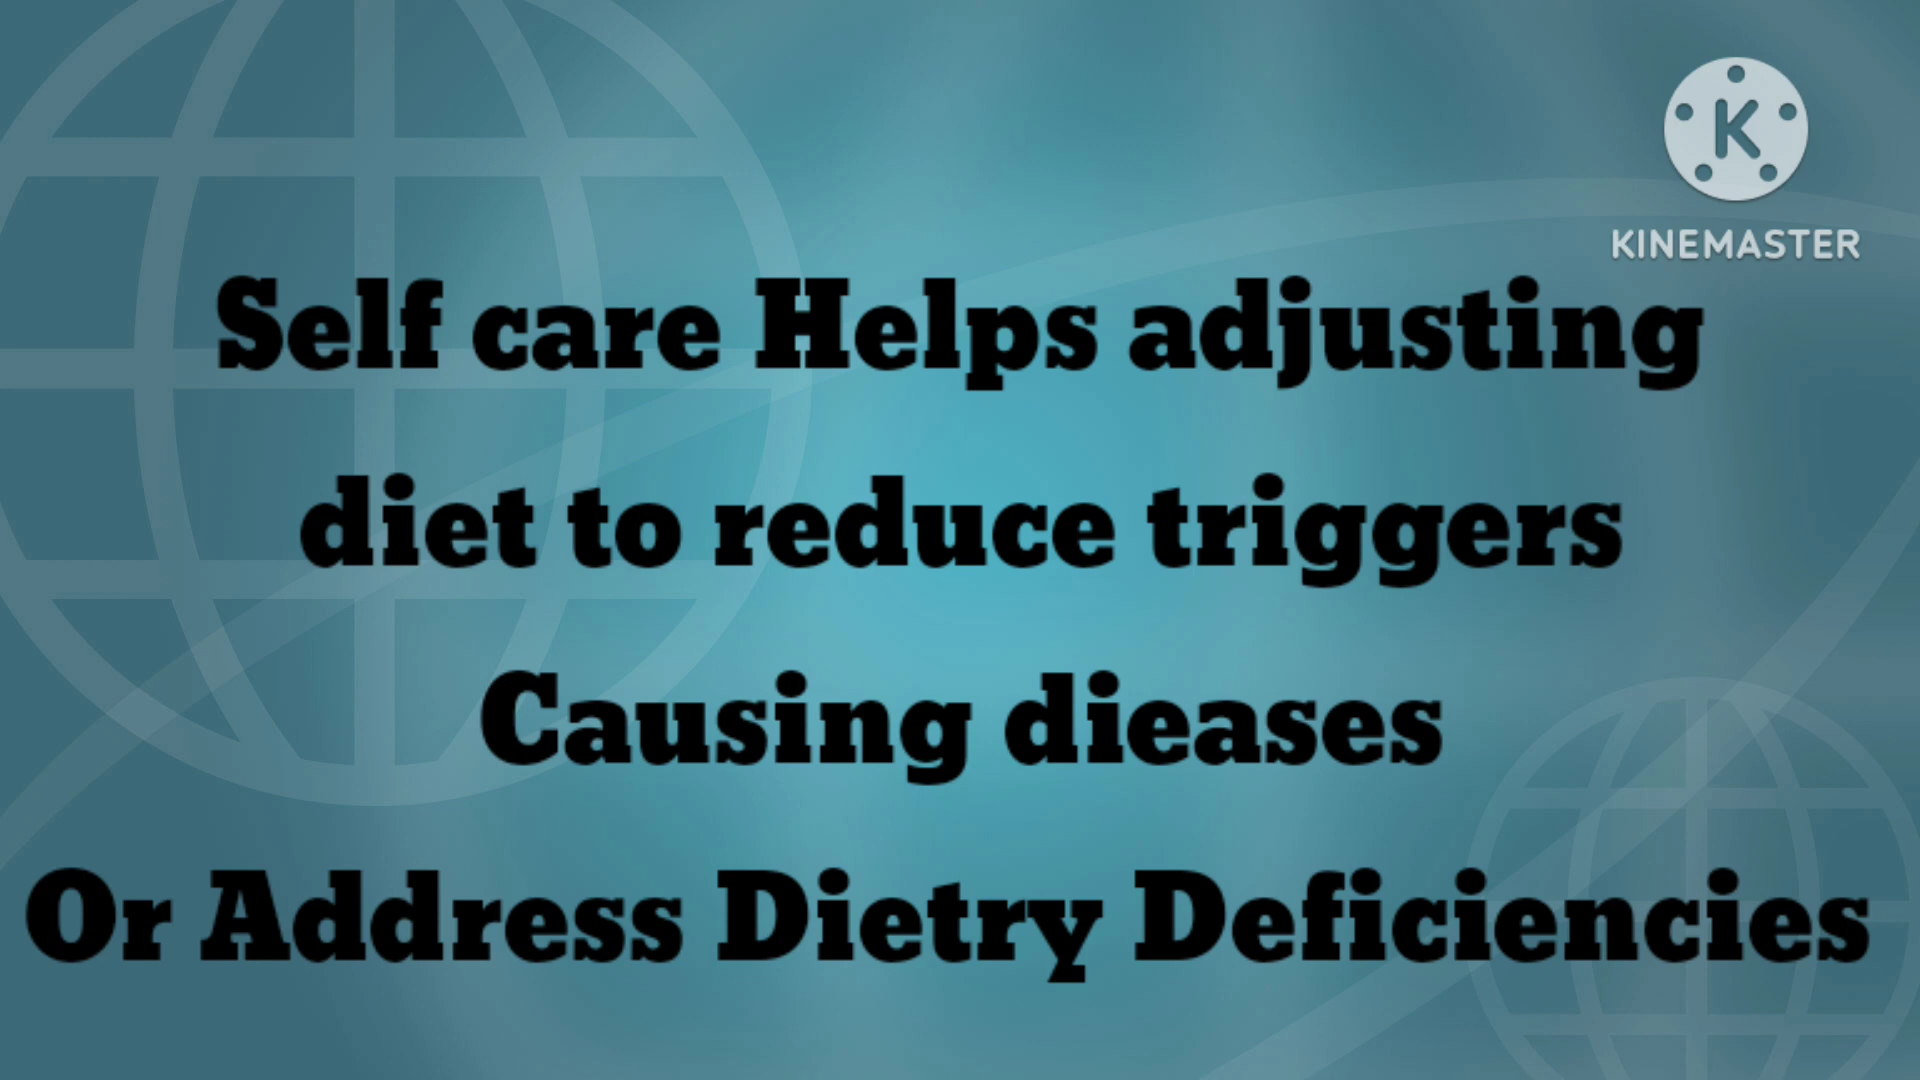 K
KINEMASTER
Self care Helps adjusting
diet to reduce triggers
Causing dieases
Or Address Dietry Deficiencies